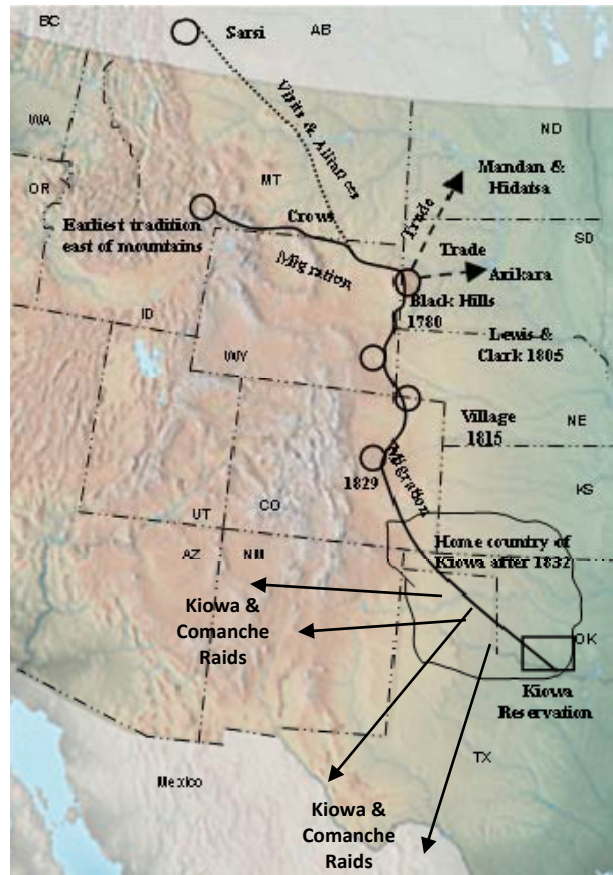 BC
Sarsi
AB
WA
ND
Visits & Alliances
Mandan &
Hidatsa
OR
MT
Trade
Earliest tradition
east of mountains
Crows
SD
Trade
Migration
Arikara
Black Hills
1780
ID
Lewis &
Clark 1805
WY
Village
1815
NE
Migration
1829
KS
CO
UT
Home country of
Kiowa after 1832
AZ
NM
Kiowa &
Comanche
Raids
OK
Kiowa
Reservation
TX
Mexico
Kiowa &
Comanche
Raids